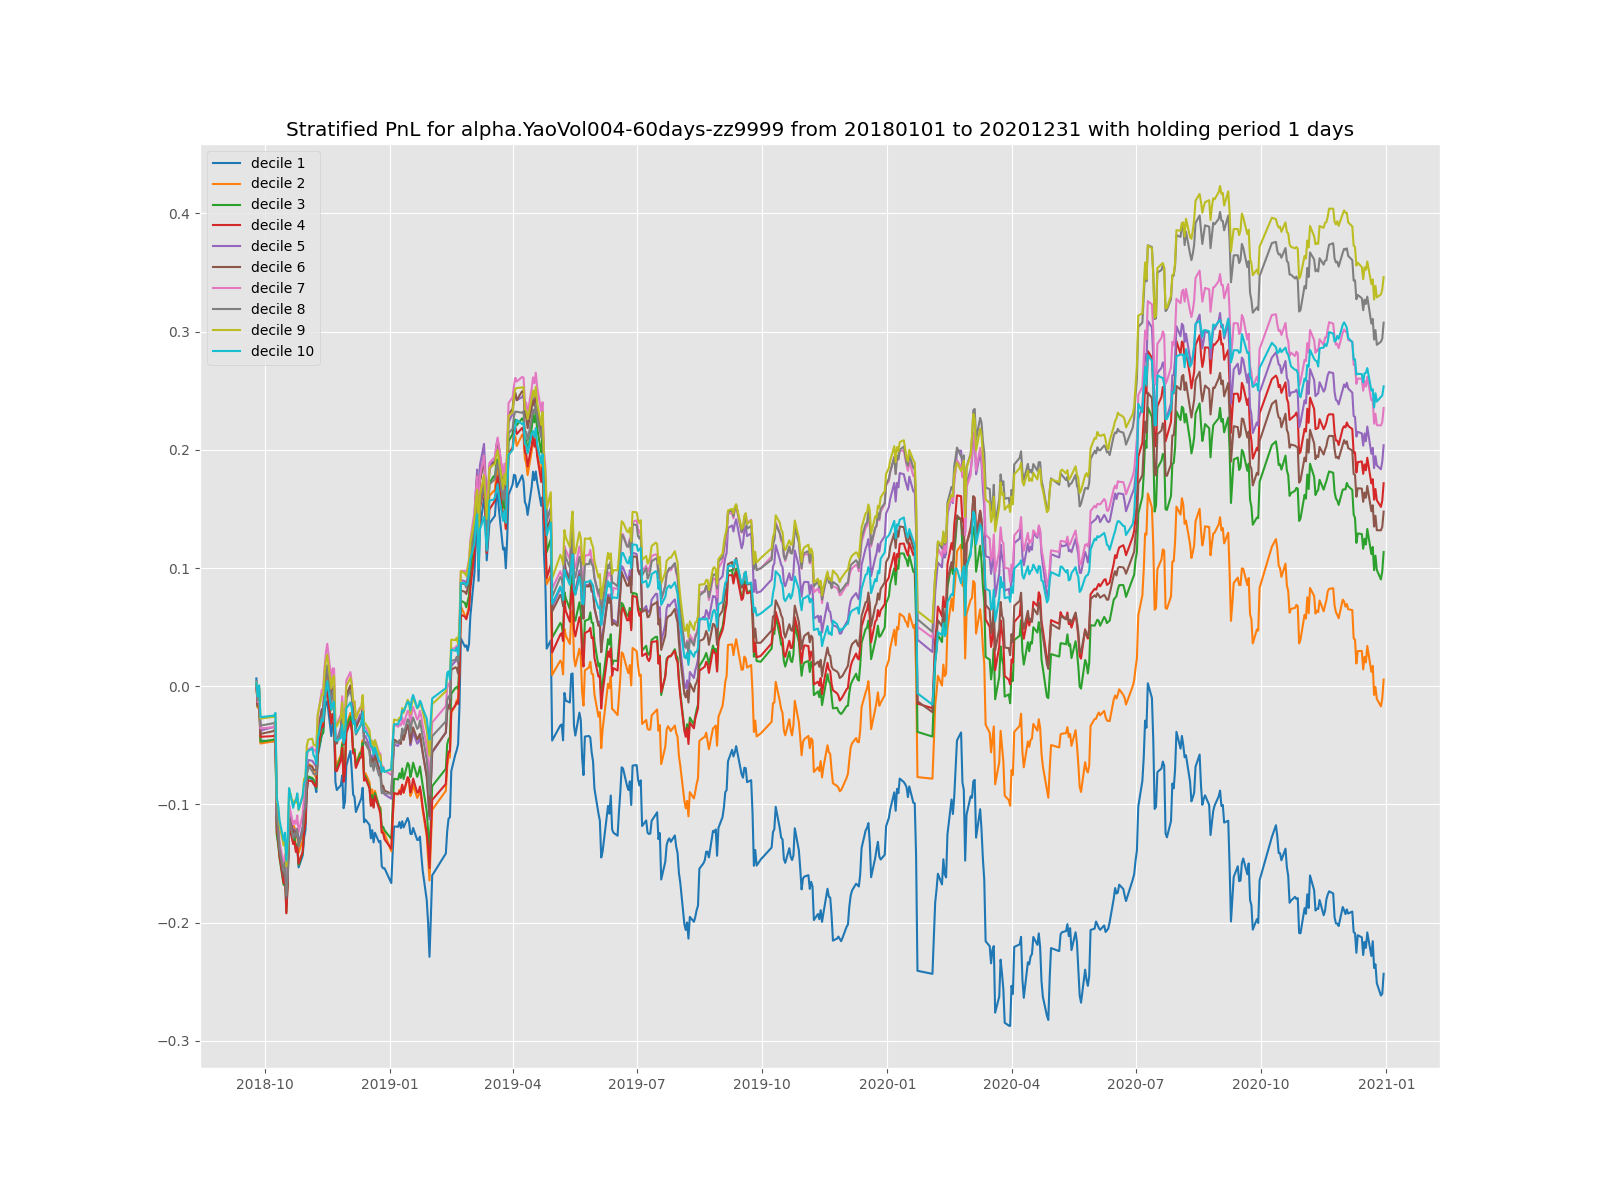 Stratified PnL for alpha.YaoVol004-60days-zz9999 from 20180101 to 20201231 with holding period 1 days
decile 1
decile 2
decile 3
decile 4
decile 5
decile 6
decile 7
decile 8
decile 9
decile 10
0.4
0.3
0.2
0.1
0.0
−0.1
−0.2
−0.3
2018-10 2019-01 2019-04 2019-07 2019-10 2020-01 2020-04 2020-07 2020-10 2021-01